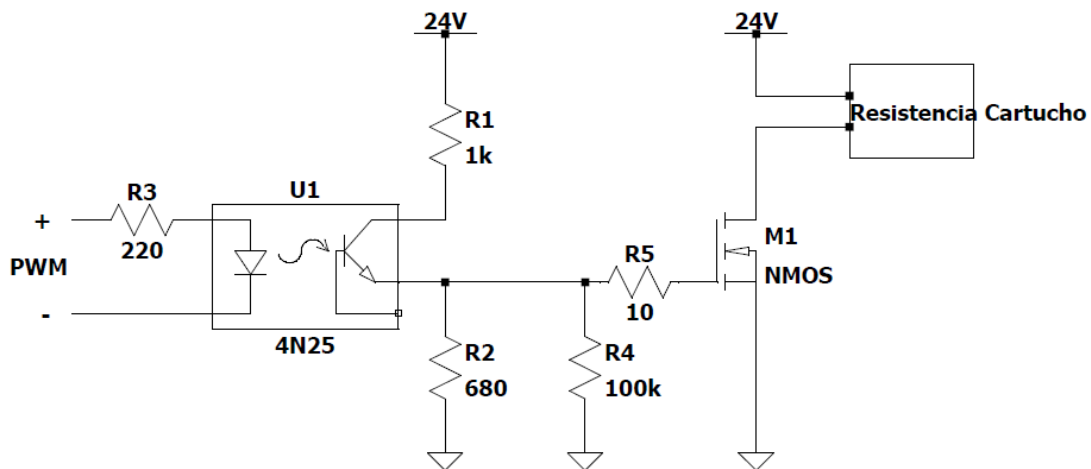 24V
24V
R1
1k
Resistencia Cartucho
R3
220
U1
+
PWM
-
4N25
R5
10
M1
NMOS
R2
680
R4
100k